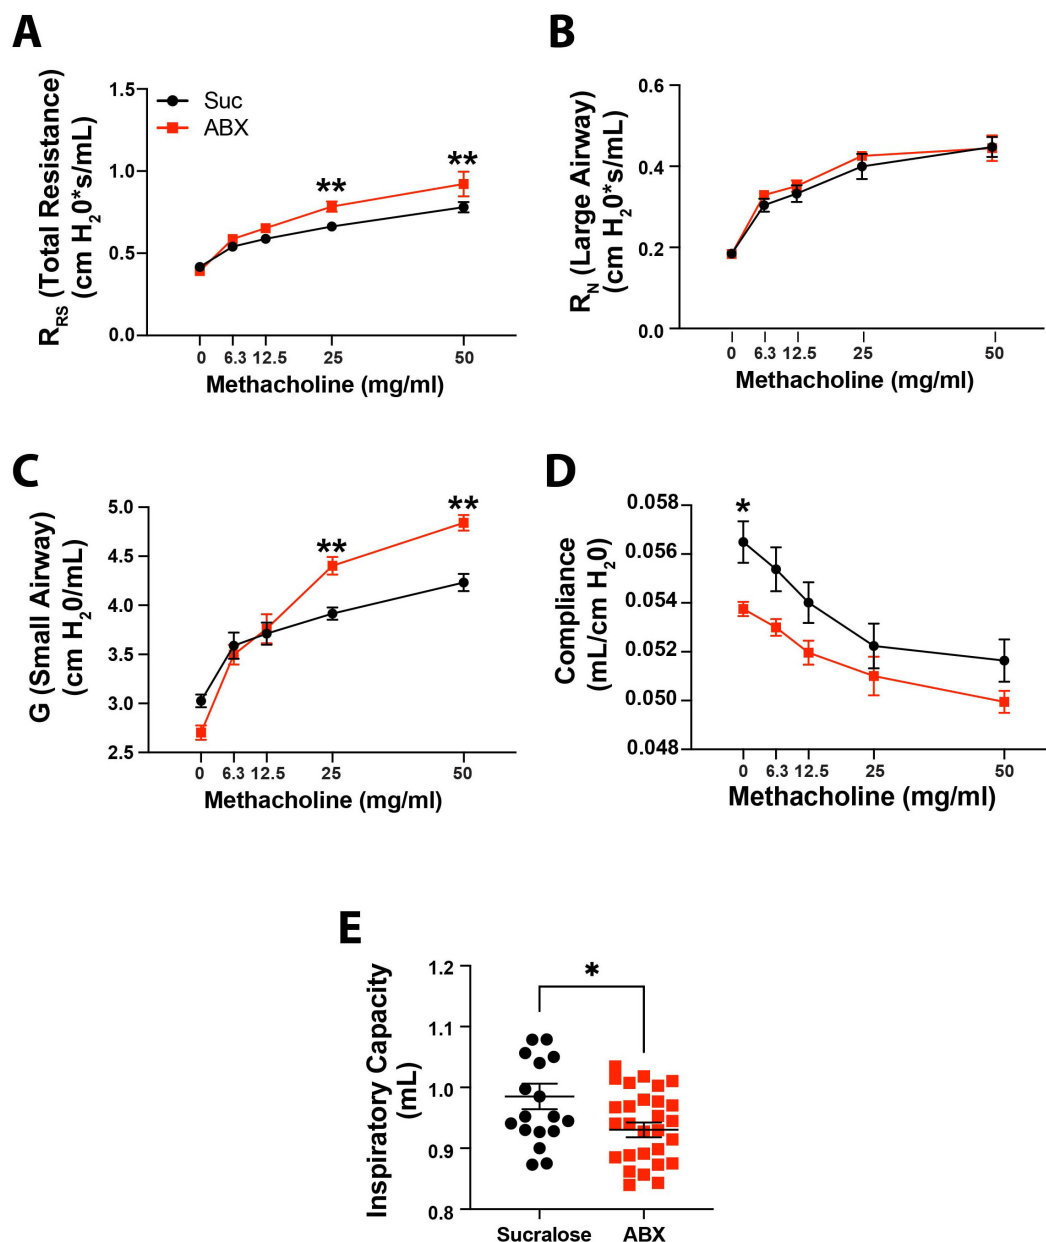 A
R_RS (Total Resistance)
(cm H₂0*s/mL)
1.5
1.0
0.5
0.0
Suc
ABX
**
**
0 6.3 12.5 25 50
Methacholine (mg/ml)
B
R_N (Large Airway)
(cm H₂0*s/mL)
0.6
0.4
0.2
0.0
0 6.3 12.5 25 50
Methacholine (mg/ml)
C
G (Small Airway)
(cm H₂0/mL)
5.0
4.5
4.0
3.5
3.0
2.5
**
**
0 6.3 12.5 25 50
Methacholine (mg/ml)
D
Compliance
(mL/cm H₂0)
0.058
0.056
0.054
0.052
0.050
0.048
*
0 6.3 12.5 25 50
Methacholine (mg/ml)
E
Inspiratory Capacity
(mL)
1.2
1.1
1.0
0.9
0.8
*
Sucralose ABX